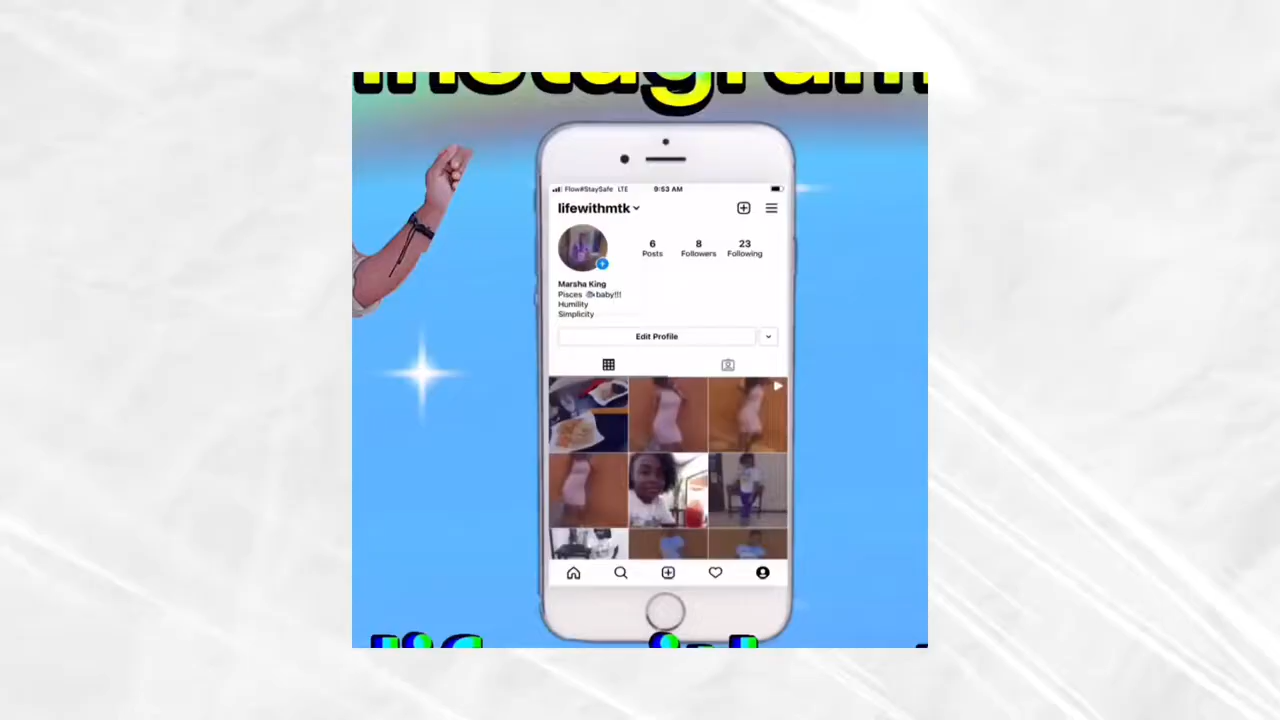 Instagram
Flow#StaySafe LTE 9:53 AM
lifewithmtk
6 8 23
Posts Followers Following
Marsha King
Pisces 🐟baby!!!
Humility
Simplicity
Edit Profile